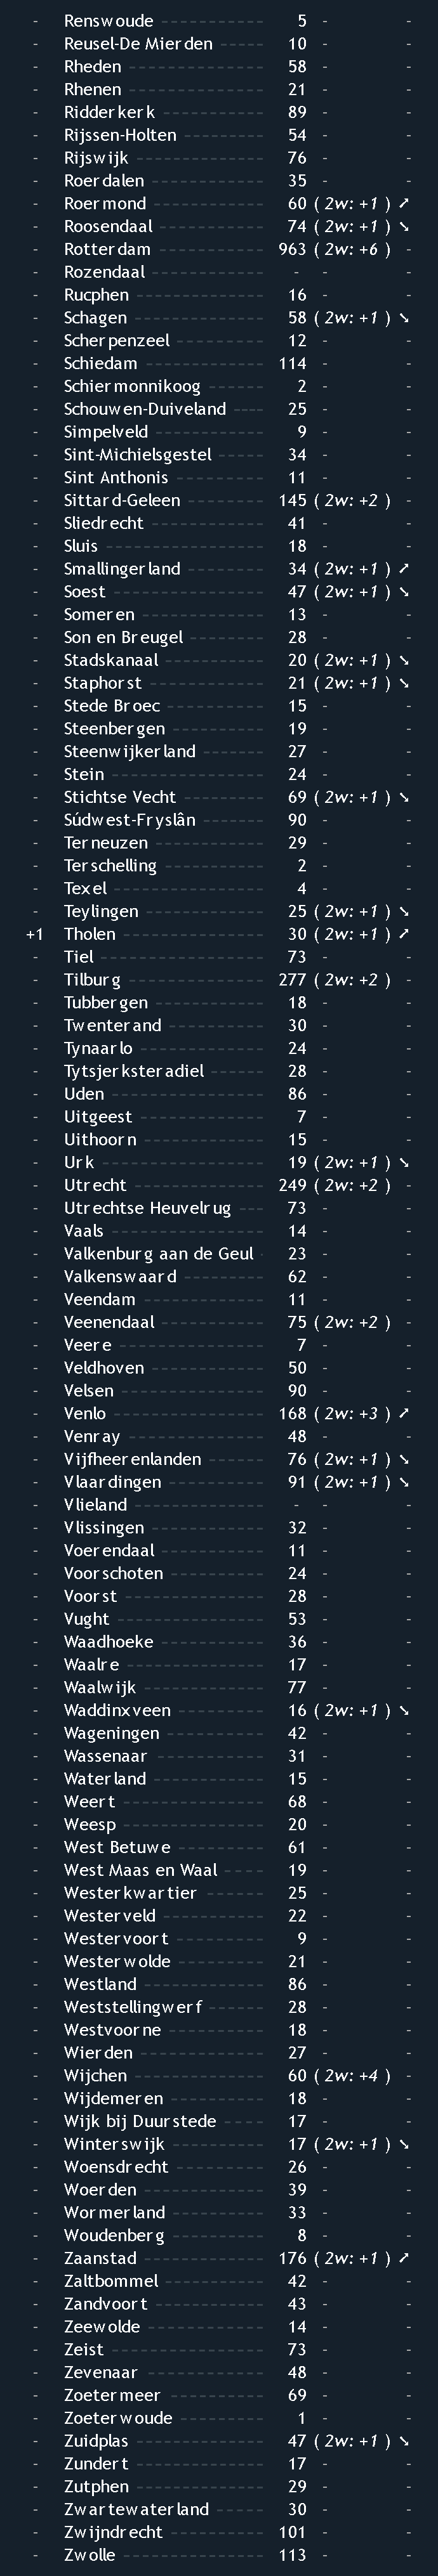 - Renswoude ------------ 5 - -
- Reusel-De Mierden ------ 10 - -
- Rheden --------------- 58 - -
- Rhenen --------------- 21 - -
- Ridderkerk ------------ 89 - -
- Rijssen-Holten ---------- 54 - -
- Rijswijk --------------- 76 - -
- Roerdalen ------------- 35 - -
- Roermond ------------- 60 ( 2w: +1 ) ➚
- Roosendaal ------------ 74 ( 2w: +1 ) ➘
- Rotterdam ------------- 963 ( 2w: +6 ) -
- Rozendaal ------------- - - -
- Rucphen -------------- 16 - -
- Schagen -------------- 58 ( 2w: +1 ) ➘
- Scherpenzeel ---------- 12 - -
- Schiedam -------------- 114 - -
- Schiermonnikoog ------- 2 - -
- Schouwen-Duiveland ---- 25 - -
- Simpelveld ------------- 9 - -
- Sint-Michielsgestel ------ 34 - -
- Sint Anthonis ----------- 11 - -
- Sittard-Geleen ---------- 145 ( 2w: +2 ) -
- Sliedrecht ------------- 41 - -
- Sluis ------------------ 18 - -
- Smallingerland --------- 34 ( 2w: +1 ) ➚
- Soest ----------------- 47 ( 2w: +1 ) ➘
- Someren -------------- 13 - -
- Son en Breugel --------- 28 - -
- Stadskanaal ------------ 20 ( 2w: +1 ) ➘
- Staphorst ------------- 21 ( 2w: +1 ) ➘
- Stede Broec ------------ 15 - -
- Steenbergen ----------- 19 - -
- Steenwijkerland -------- 27 - -
- Stein ----------------- 24 - -
- Stichtse Vecht ---------- 69 ( 2w: +1 ) ➘
- Súdwest-Fryslân -------- 90 - -
- Terneuzen ------------- 29 - -
- Terschelling ------------ 2 - -
- Texel ----------------- 4 - -
- Teylingen ------------- 25 ( 2w: +1 ) ➘
+1 Tholen --------------- 30 ( 2w: +1 ) ➚
- Tiel ------------------ 73 - -
- Tilburg ---------------- 277 ( 2w: +2 ) -
- Tubbergen ------------- 18 - -
- Twenterand ----------- 30 - -
- Tynaarlo -------------- 24 - -
- Tytsjerksteradiel ------- 28 - -
- Uden ----------------- 86 - -
- Uitgeest -------------- 7 - -
- Uithoorn -------------- 15 - -
- Urk ------------------ 19 ( 2w: +1 ) ➘
- Utrecht --------------- 249 ( 2w: +2 ) -
- Utrechtse Heuvelrug ---- 73 - -
- Vaals ----------------- 14 - -
- Valkenburg aan de Geul - 23 - -
- Valkenswaard ---------- 62 - -
- Veendam -------------- 11 - -
- Veenendaal ------------ 75 ( 2w: +2 ) -
- Veere ---------------- 7 - -
- Veldhoven ------------- 50 - -
- Velsen ---------------- 90 - -
- Venlo ----------------- 168 ( 2w: +3 ) ➚
- Venray --------------- 48 - -
- Vijfheerenlanden ------- 76 ( 2w: +1 ) ➘
- Vlaardingen ------------ 91 ( 2w: +1 ) ➘
- Vlieland --------------- - - -
- Vlissingen ------------- 32 - -
- Voerendaal ------------ 11 - -
- Voorschoten ----------- 24 - -
- Voorst ---------------- 28 - -
- Vught ---------------- 53 - -
- Waadhoeke ------------ 36 - -
- Waalre --------------- 17 - -
- Waalwijk -------------- 77 - -
- Waddinxveen ---------- 16 ( 2w: +1 ) ➘
- Wageningen ----------- 42 - -
- Wassenaar ------------- 31 - -
- Waterland ------------- 15 - -
- Weert ---------------- 68 - -
- Weesp ---------------- 20 - -
- West Betuwe ----------- 61 - -
- West Maas en Waal ---- 19 - -
- Westerkwartier -------- 25 - -
- Westerveld ------------ 22 - -
- Westervoort ----------- 9 - -
- Westerwolde ---------- 21 - -
- Westland -------------- 86 - -
- Weststellingwerf ------- 28 - -
- Westvoorne ----------- 18 - -
- Wierden -------------- 27 - -
- Wijchen --------------- 60 ( 2w: +4 ) -
- Wijdemeren ----------- 18 - -
- Wijk bij Duurstede ---- 17 - -
- Winterswijk ----------- 17 ( 2w: +1 ) ➘
- Woensdrecht ---------- 26 - -
- Woerden -------------- 39 - -
- Wormerland ----------- 33 - -
- Woudenberg ----------- 8 - -
- Zaanstad -------------- 176 ( 2w: +1 ) ➚
- Zaltbommel ------------ 42 - -
- Zandvoort ------------- 43 - -
- Zeewolde ------------- 14 - -
- Zeist ----------------- 73 - -
- Zevenaar -------------- 48 - -
- Zoetermeer ----------- 69 - -
- Zoeterwoude ---------- 1 - -
- Zuidplas --------------- 47 ( 2w: +1 ) ➘
- Zundert --------------- 17 - -
- Zutphen -------------- 29 - -
- Zwartewaterland ------ 30 - -
- Zwijndrecht ----------- 101 - -
- Zwolle ---------------- 113 - -